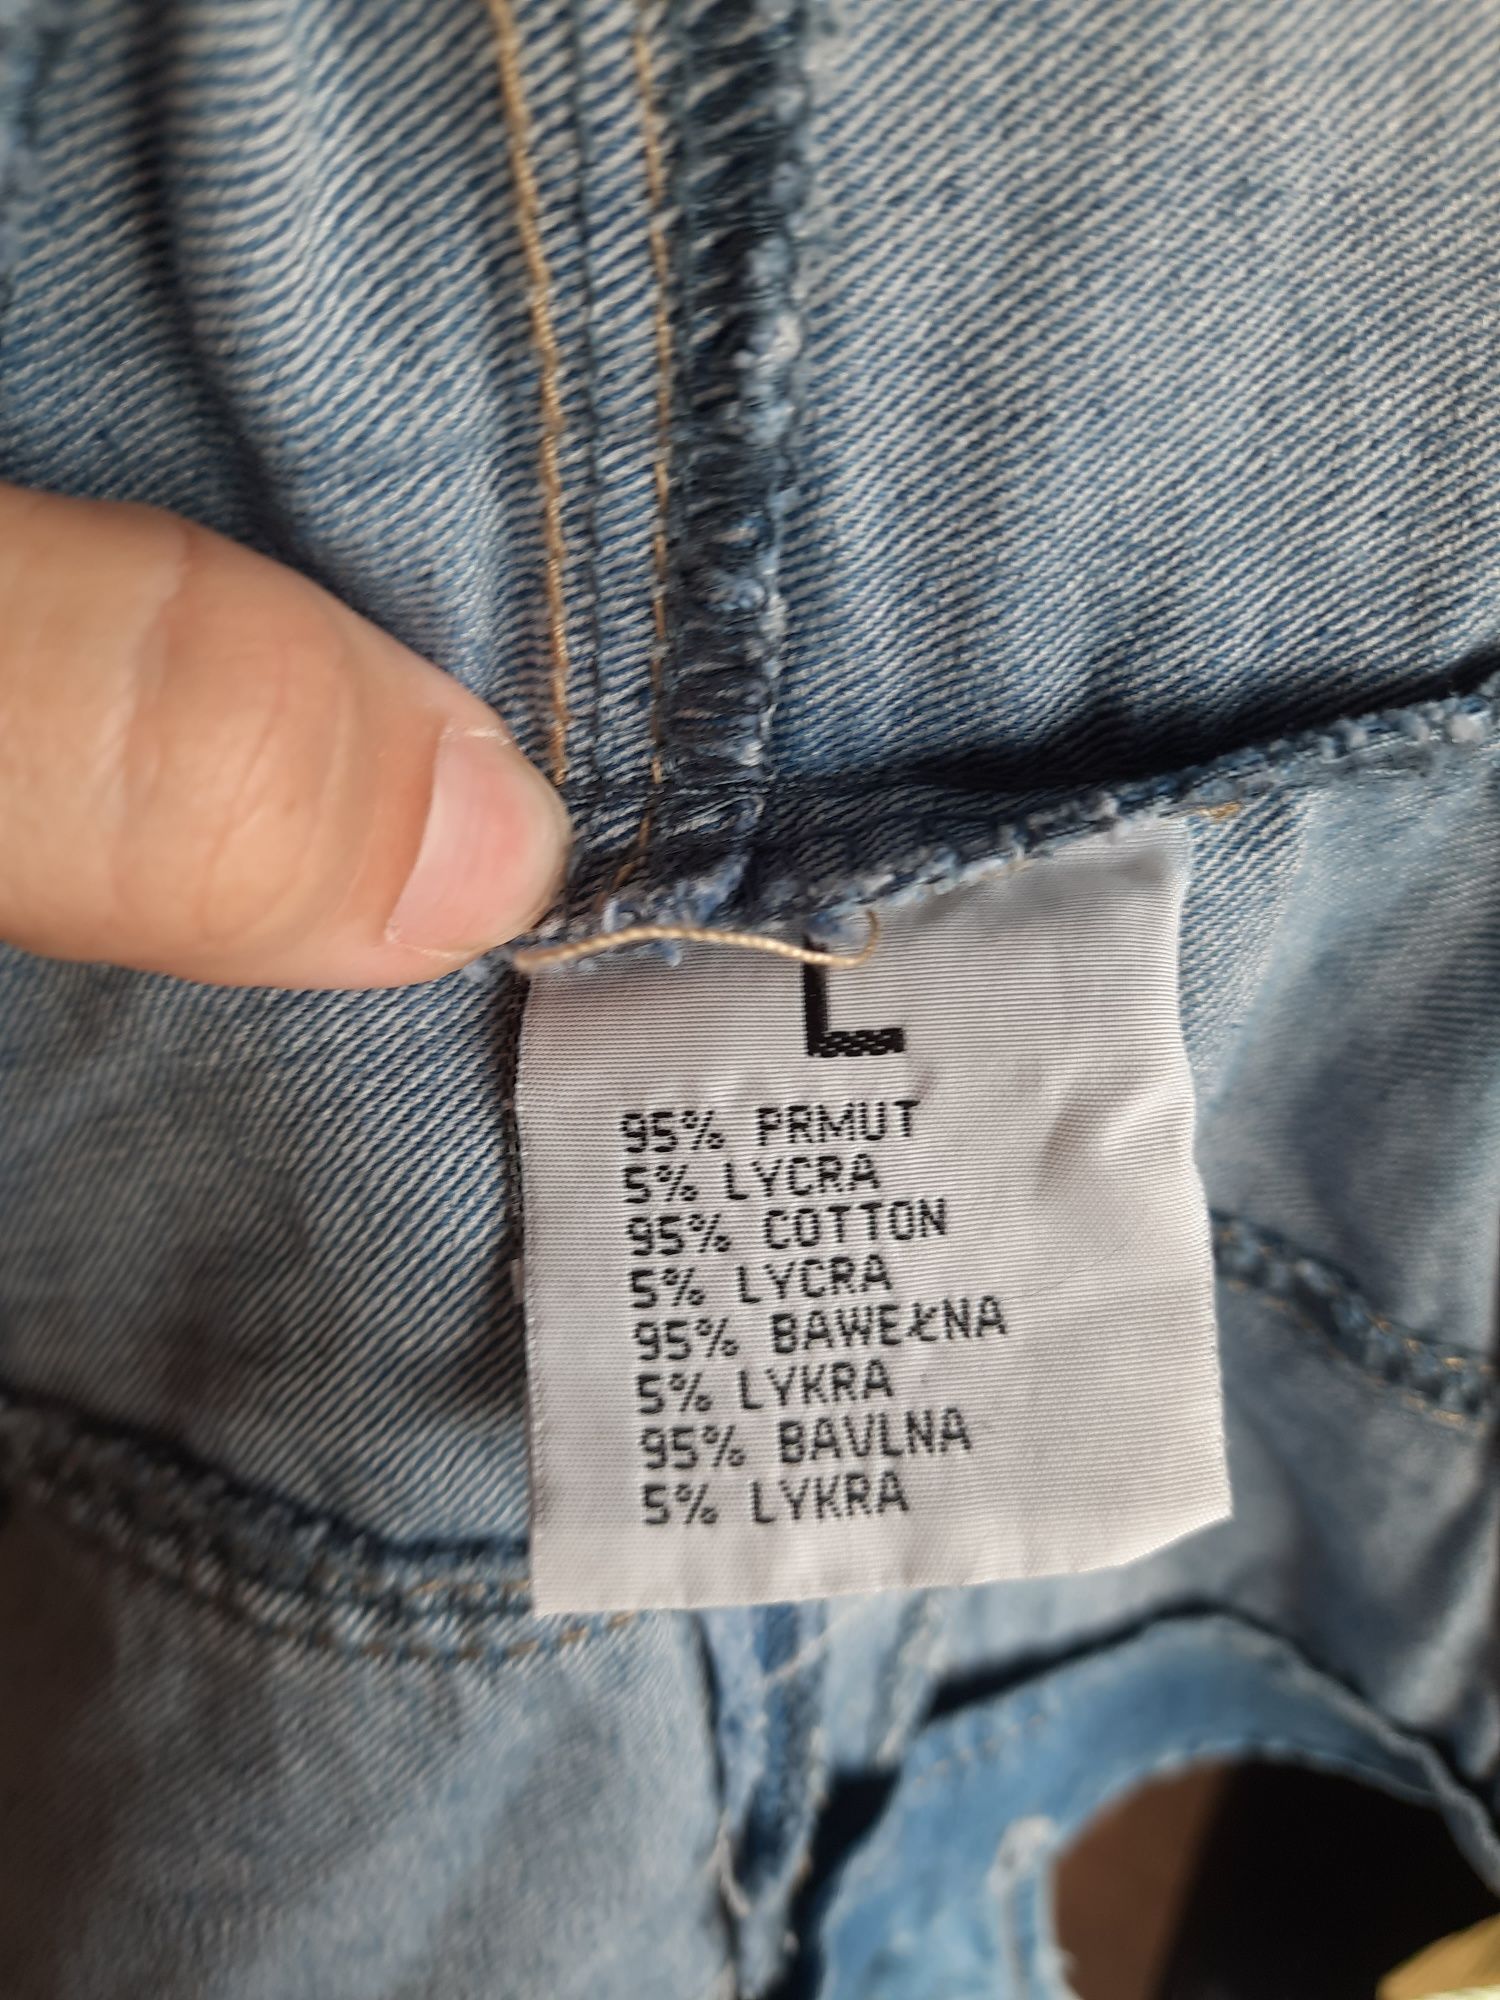 L
95% PRMUT
5% LYCRA
95% COTTON
5% LYCRA
95% BAWEŁNA
5% LYKRA
95% BAVLNA
5% LYKRA